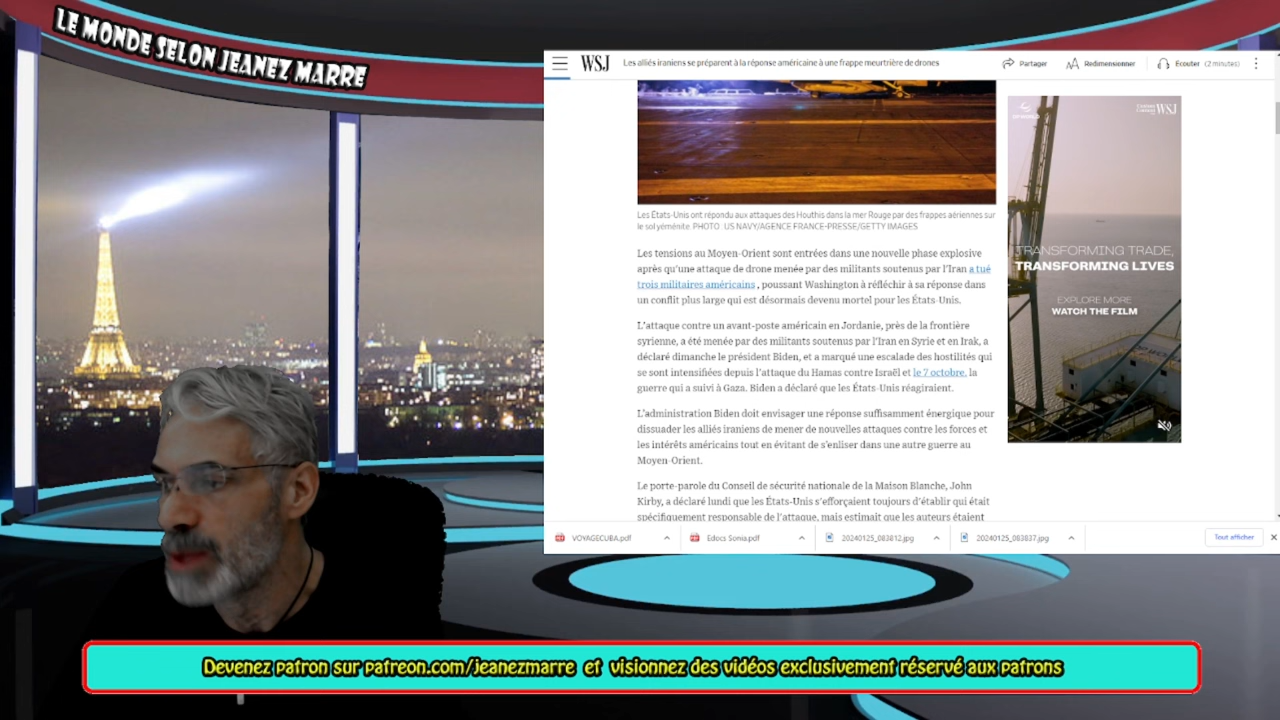 LE MONDE SELON JEANEZ MARRE
WSJ
Les alliés iraniens se préparent à la réponse américaine à une frappe meurtrière de drones
Partager
Redimensionner
Écouter (2 minutes)
WSJ
TRANSFORMING TRADE,
TRANSFORMING LIVES
EXPLORE MORE
WATCH THE FILM
Les États-Unis ont répondu aux attaques des Houthis dans la mer Rouge par des frappes aériennes sur
le sol yéménite. PHOTO : US NAVY/AGENCE FRANCE-PRESSE/GETTY IMAGES
Les tensions au Moyen-Orient sont entrées dans une nouvelle phase explosive
après qu'une attaque de drone menée par des militants soutenus par l'Iran a tué
trois militaires américains , poussant Washington à réfléchir à sa réponse dans
un conflit plus large qui est désormais devenu mortel pour les États-Unis.
L'attaque contre un avant-poste américain en Jordanie, près de la frontière
syrienne, a été menée par des militants soutenus par l'Iran en Syrie et en Irak, a
déclaré dimanche le président Biden, et a marqué une escalade des hostilités qui
se sont intensifiées depuis l'attaque du Hamas contre Israël et le 7 octobre. la
guerre qui a suivi à Gaza. Biden a déclaré que les États-Unis réagiraient.
L'administration Biden doit envisager une réponse suffisamment énergique pour
dissuader les alliés iraniens de mener de nouvelles attaques contre les forces et
les intérêts américains tout en évitant de s'enliser dans une autre guerre au
Moyen-Orient.
Le porte-parole du Conseil de sécurité nationale de la Maison Blanche, John
Kirby, a déclaré lundi que les États-Unis s'efforçaient toujours d'établir qui était
spécifiquement responsable de l'attaque, mais estimait que les auteurs étaient
VOYAGECUBA.pdf
Edocs Sonia.pdf
20240125_083812.jpg
20240125_083837.jpg
Tout afficher
Devenez patron sur patreon.com/jeanezmarre et visionnez des vidéos exclusivement réservé aux patrons